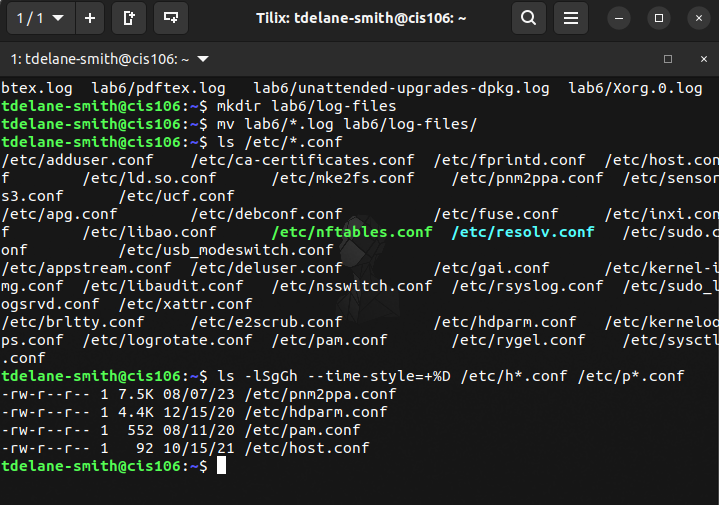 1 / 1
Tilix: tdelane-smith@cis106: ~
1: tdelane-smith@cis106: ~
btex.log  lab6/pdftex.log   lab6/unattended-upgrades-dpkg.log  lab6/Xorg.0.log
tdelane-smith@cis106:~$ mkdir lab6/log-files
tdelane-smith@cis106:~$ mv lab6/*.log lab6/log-files/
tdelane-smith@cis106:~$ ls /etc/*.conf
/etc/adduser.conf    /etc/ca-certificates.conf  /etc/fprintd.conf  /etc/host.con
f        /etc/ld.so.conf       /etc/mke2fs.conf    /etc/pnm2ppa.conf  /etc/sensor
s3.conf      /etc/ucf.conf
/etc/apg.conf        /etc/debconf.conf          /etc/fuse.conf     /etc/inxi.con
f        /etc/libao.conf       /etc/nftables.conf  /etc/resolv.conf   /etc/sudo.c
onf          /etc/usb_modeswitch.conf
/etc/appstream.conf  /etc/deluser.conf          /etc/gai.conf      /etc/kernel-i
mg.conf  /etc/libaudit.conf    /etc/nsswitch.conf  /etc/rsyslog.conf  /etc/sudo_l
ogsrvd.conf  /etc/xattr.conf
/etc/brltty.conf     /etc/e2scrub.conf          /etc/hdparm.conf   /etc/kerneloo
ps.conf  /etc/logrotate.conf   /etc/pam.conf       /etc/rygel.conf    /etc/sysctl
.conf
tdelane-smith@cis106:~$ ls -lSgGh --time-style=+%D /etc/h*.conf /etc/p*.conf
-rw-r--r-- 1 7.5K 08/07/23 /etc/pnm2ppa.conf
-rw-r--r-- 1 4.4K 12/15/20 /etc/hdparm.conf
-rw-r--r-- 1  552 08/11/20 /etc/pam.conf
-rw-r--r-- 1   92 10/15/21 /etc/host.conf
tdelane-smith@cis106:~$